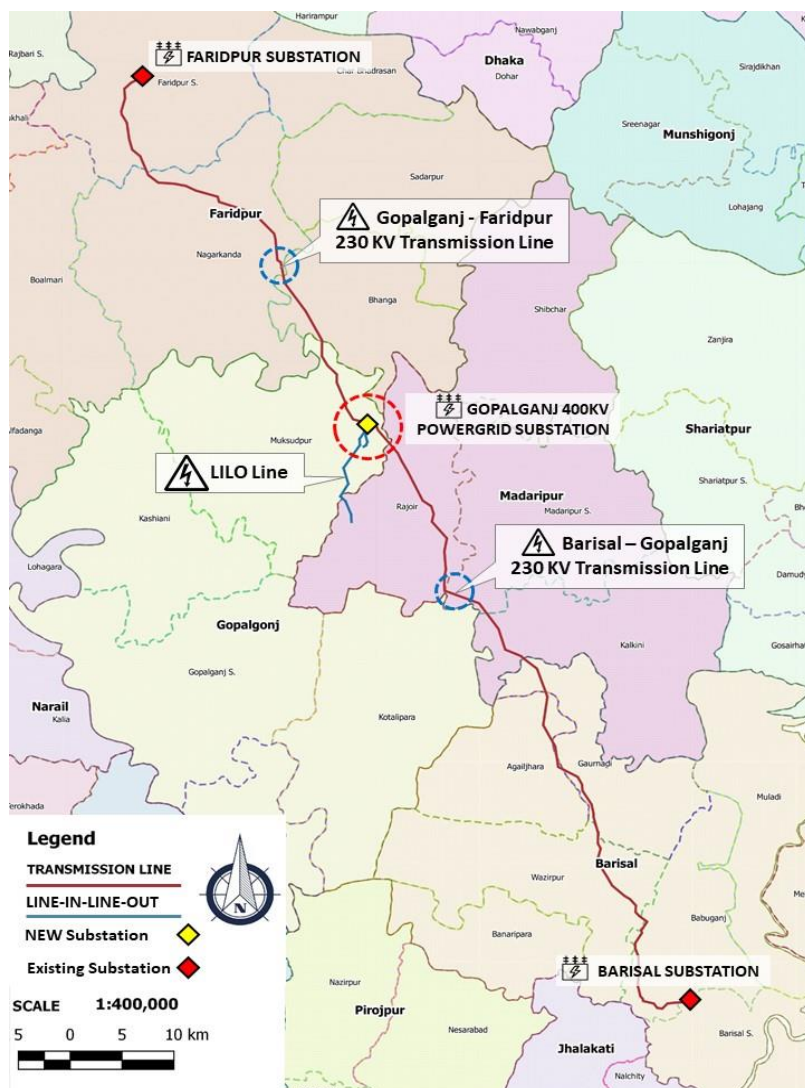 Harirampur
Nawabganj
Rajbari S.
FARIDPUR SUBSTATION
Dhaka
Dohar
Sirajdikhan
Faridpur S.
Char Bhadrasan
Munshigonj
Sreenagar
Sadarpur
Lohajang
Faridpur
Gopalganj - Faridpur
230 KV Transmission Line
Nagarkanda
Boalmari
Bhanga
Shibchar
Zanjira
GOPALGANJ 400KV
POWERGRID SUBSTATION
Alfadanga
Muksudpur
Shariatpur
LILO Line
Shariatpur S.
Madaripur
Rajoir
Madaripur S.
Kashiani
Barisal – Gopalganj
230 KV Transmission Line
Lohagara
Damudy
Gopalgonj
Gosairhat
Kalkini
Gopalganj S.
Narail
Kalia
Kotalipara
Agailjhara
Gaurnadi
Terokhada
Muladi
Legend
TRANSMISSION LINE
LINE-IN-LINE-OUT
N
NEW Substation
Existing Substation
SCALE 1:400,000
5 0 5 10 km
Barisal
Wazirpur
Babuganj
Banaripara
BARISAL SUBSTATION
Nazirpur
Pirojpur
Nesarabad
Jhalakati
Barisal S.
Nalchity